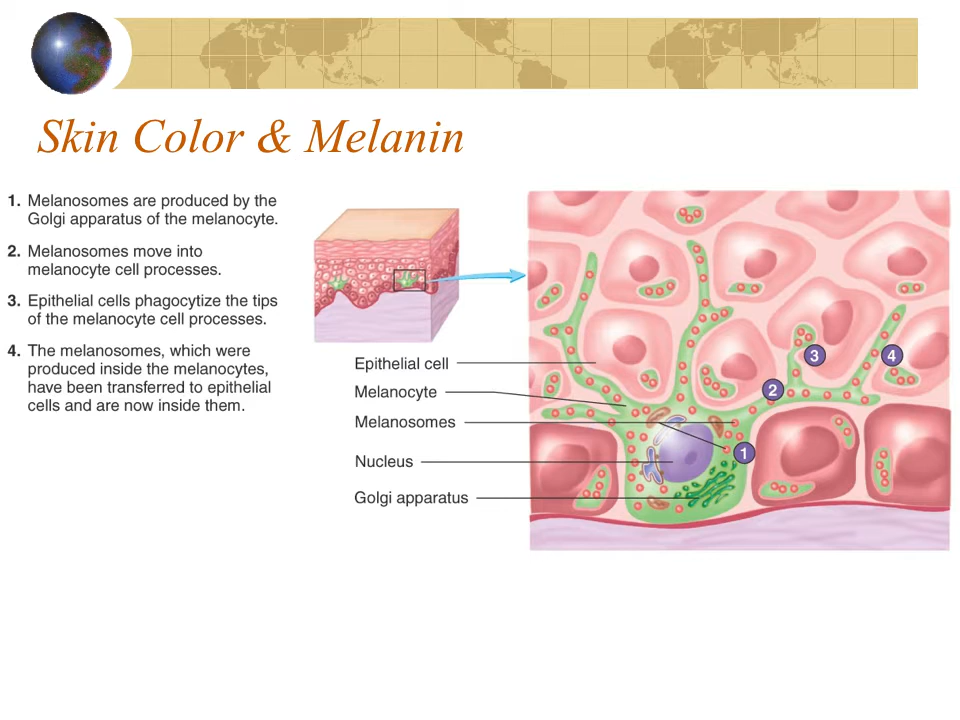 Skin Color & Melanin
1. Melanosomes are produced by the
Golgi apparatus of the melanocyte.
2. Melanosomes move into
melanocyte cell processes.
3. Epithelial cells phagocytize the tips
of the melanocyte cell processes.
4. The melanosomes, which were
produced inside the melanocytes,
have been transferred to epithelial
cells and are now inside them.
Epithelial cell
Melanocyte
Melanosomes
Nucleus
Golgi apparatus
3
4
2
1